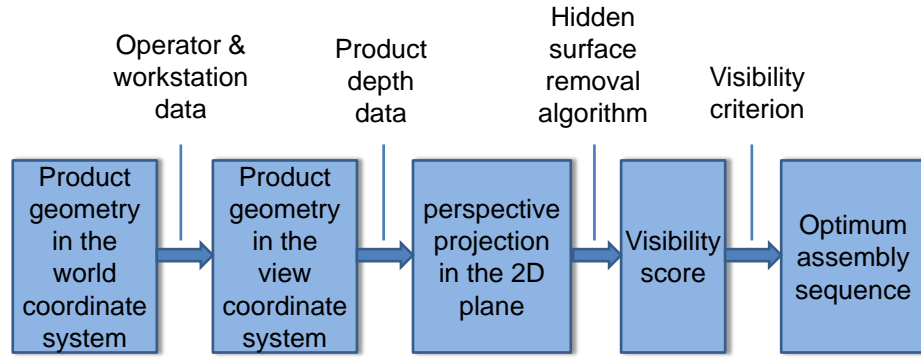 Operator &
workstation
data
Product
depth
data
Hidden
surface
removal
algorithm
Visibility
criterion
Product
geometry
in the
world
coordinate
system
Product
geometry
in the
view
coordinate
system
perspective
projection
in the 2D
plane
Visibility
score
Optimum
assembly
sequence